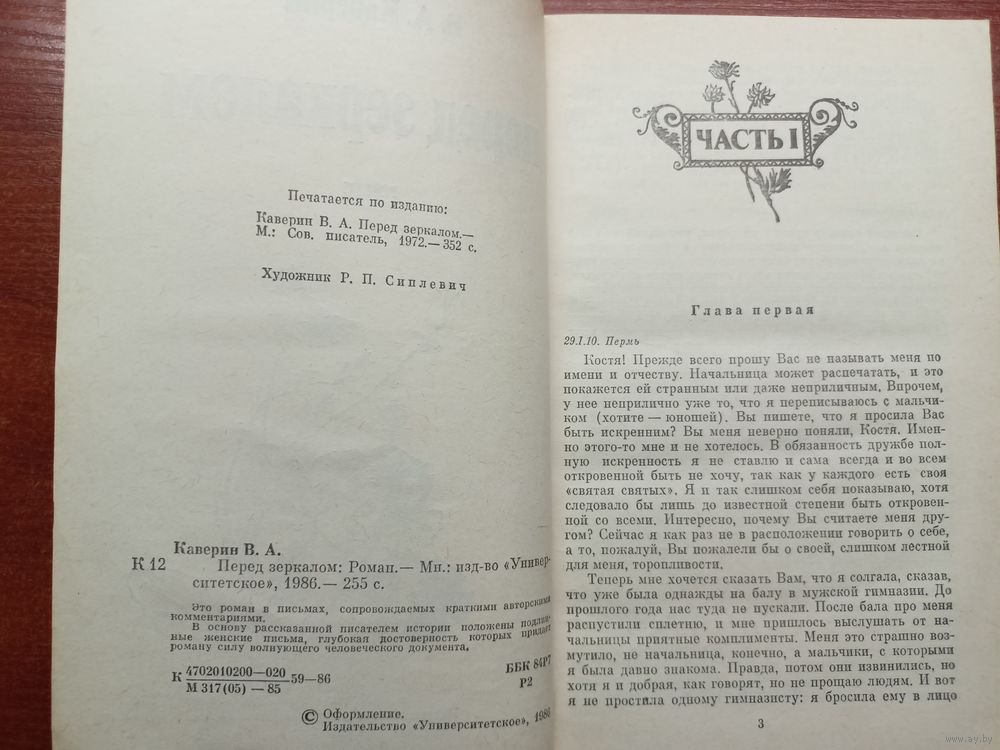 Печатается по изданию:
Каверин В. А. Перед зеркалом.—
М.: Сов. писатель, 1972.— 352 с.
Художник Р. П. Сиплевич
Каверин В. А.
К 12 Перед зеркалом: Роман.— Мн.: изд-во «Универ-
ситетское», 1986.— 255 с.
Это роман в письмах, сопровождаемых краткими авторскими
комментариями.
В основу рассказанной писателем истории положены подлин-
ные женские письма, глубокая достоверность которых придает
роману силу волнующего человеческого документа.
К 4702010200—020 59—86
М 317(05) — 85
ББК 84Р7
Р2
© Оформление.
Издательство «Университетское», 1986
ЧАСТЬ I
Глава первая
29.I.10. Пермь
Костя! Прежде всего прошу Вас не называть меня по
имени и отчеству. Начальница может распечатать, и это
покажется ей странным или даже неприличным. Впрочем,
у нее неприлично уже то, что я переписываюсь с мальчи-
ком (хотите — юношей). Вы пишете, что я просила Вас
быть искренним? Вы меня неверно поняли, Костя. Имен-
но этого-то мне и не хотелось. В обязанность дружбе пол-
ную искренность я не ставлю и сама всегда и во всем
откровенной быть не хочу, так как у каждого есть своя
«святая святых». Я и так слишком себя показываю, хотя
следовало бы лишь до известной степени быть откровен-
ной со всеми. Интересно, почему Вы считаете меня дру-
гом? Сейчас я как раз не в расположении говорить о себе,
а то, пожалуй, Вы пожалели бы о своей, слишком лестной
для меня, торопливости.
Теперь мне хочется сказать Вам, что я солгала, сказав,
что уже была однажды на балу в мужской гимназии. До
прошлого года нас туда не пускали. После бала про меня
распустили сплетню, и мне пришлось выслушать от на-
чальницы приятные комплименты. Меня это страшно воз-
мутило, не начальница, конечно, а мальчики, с которыми
я была давно знакома. Правда, потом они извинились, но
хотя я и добрая, как говорят, но не прощаю людям. И вот
я не простила одному гимназисту: я бросила ему в лицо
3
www.ay.by